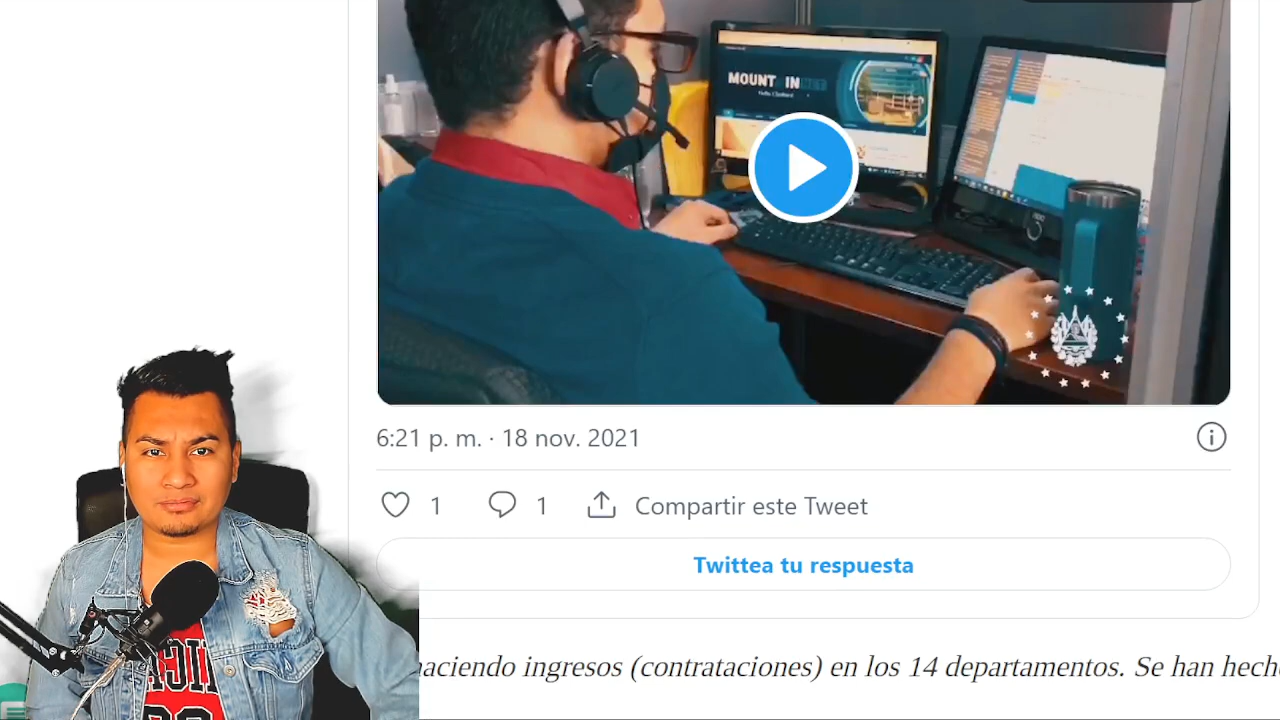 MOUNT IN
6:21 p. m. · 18 nov. 2021
1
1
Compartir este Tweet
Twittea tu respuesta
haciendo ingresos (contrataciones) en los 14 departamentos. Se han hech